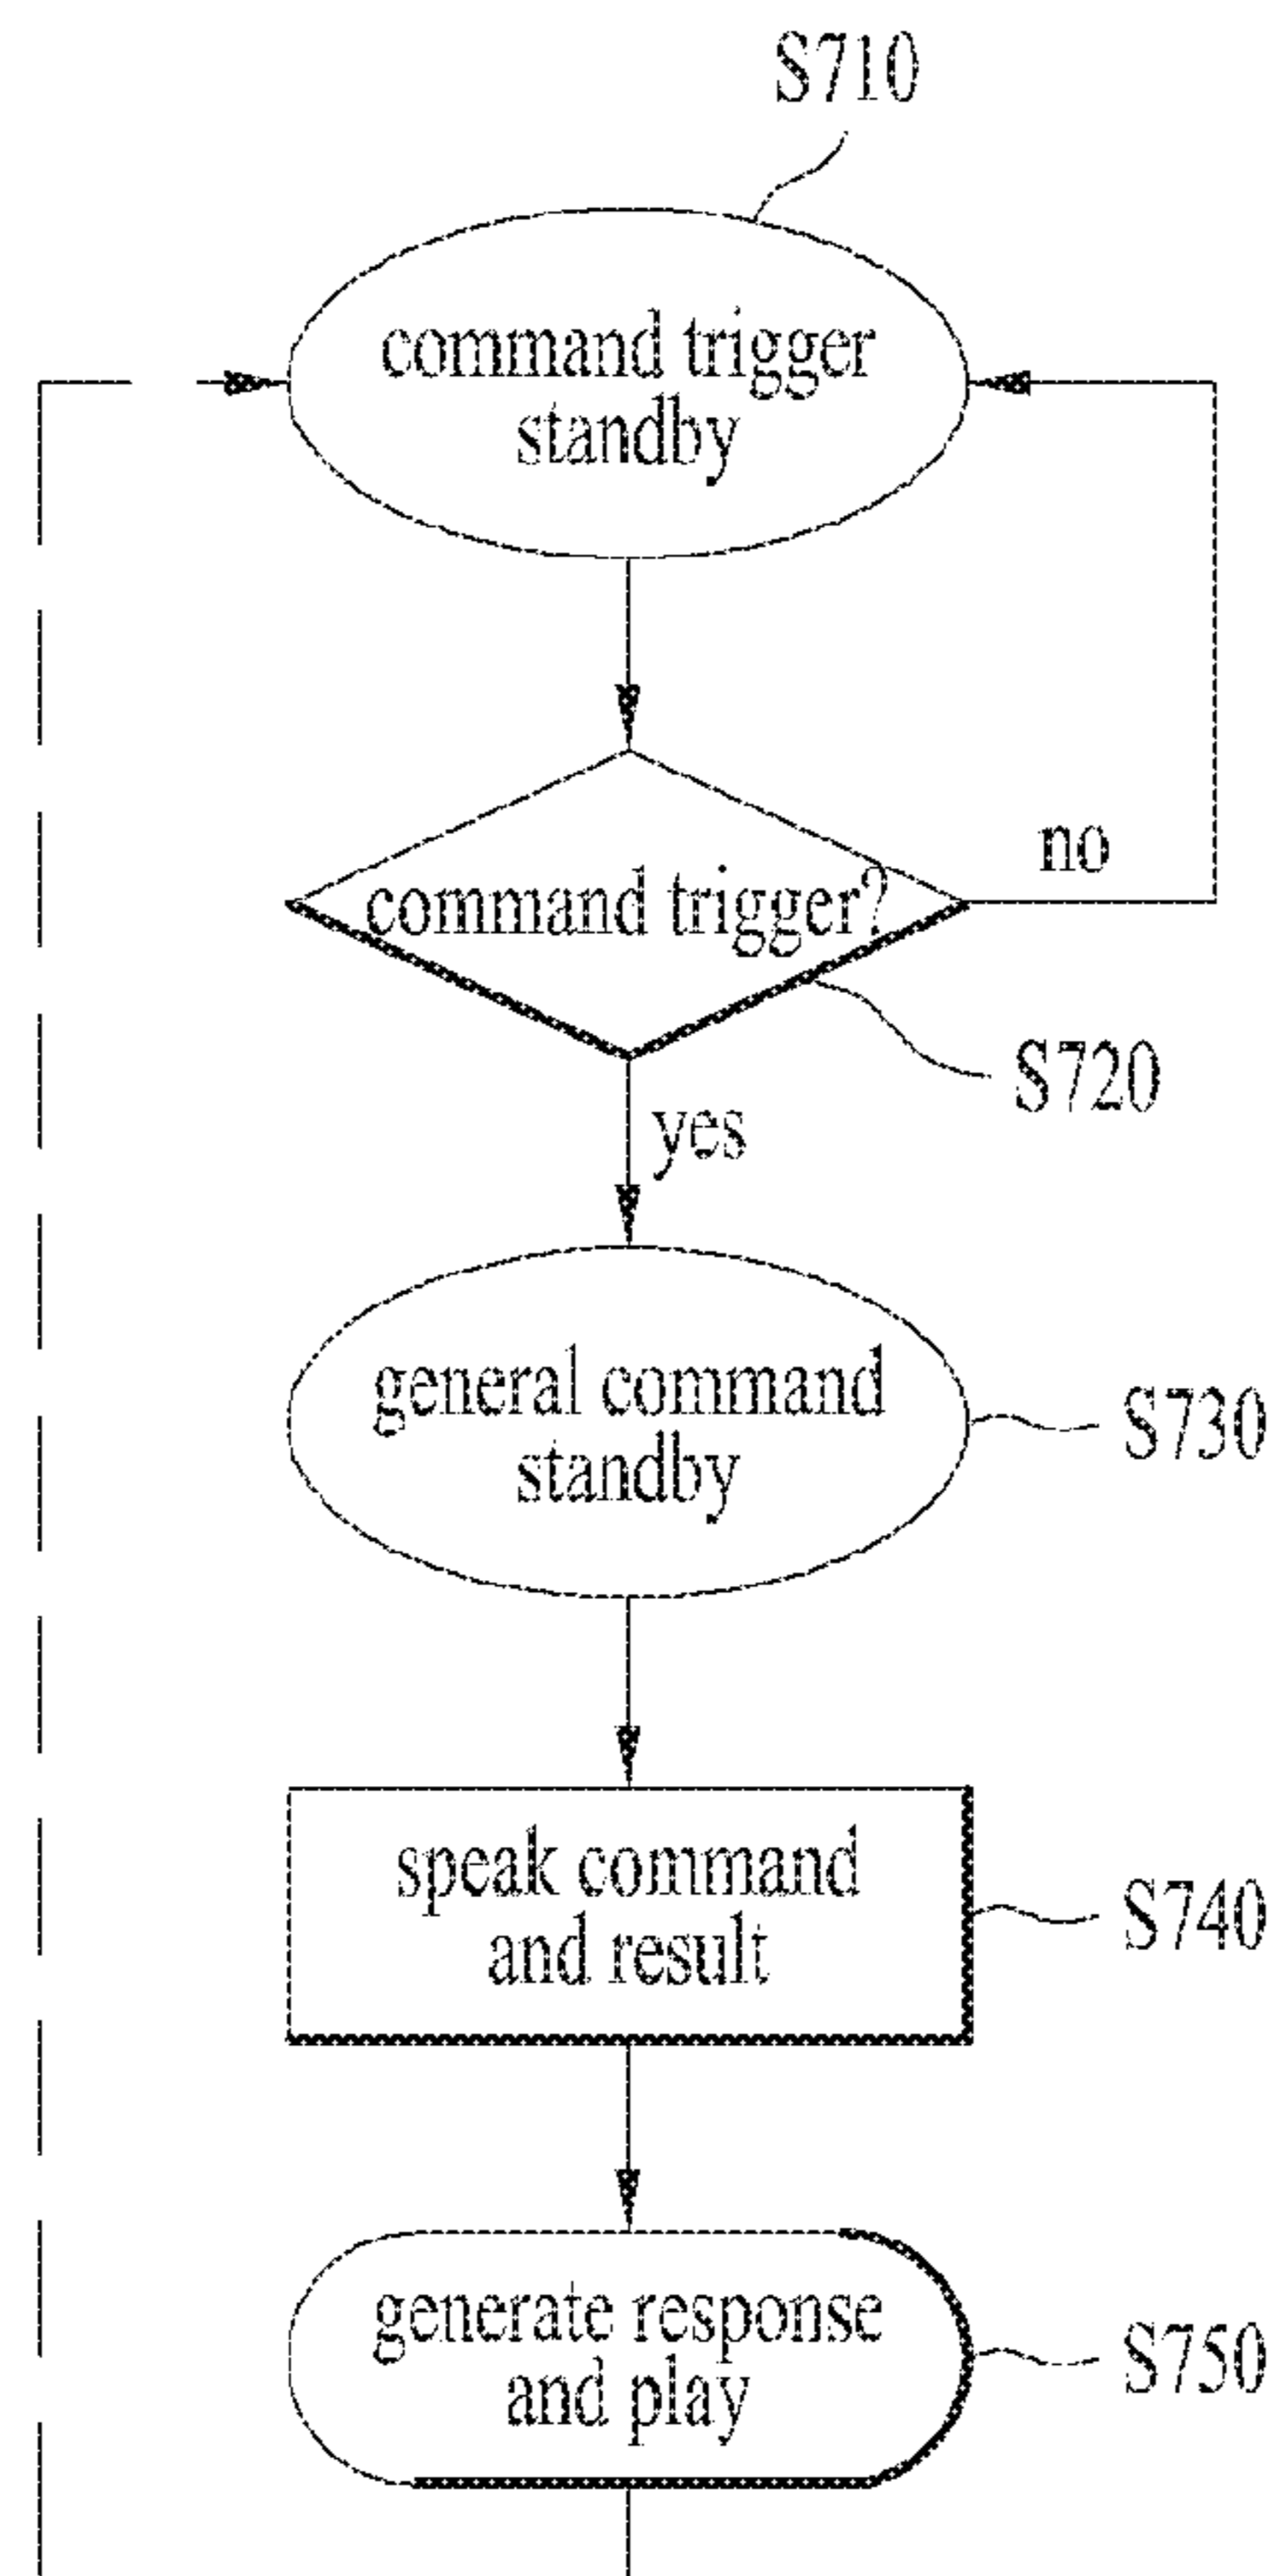 S710
command trigger
standby
no
command trigger?
S720
yes
general command
standby
S730
speak command
and result
S740
generate response
and play
S750